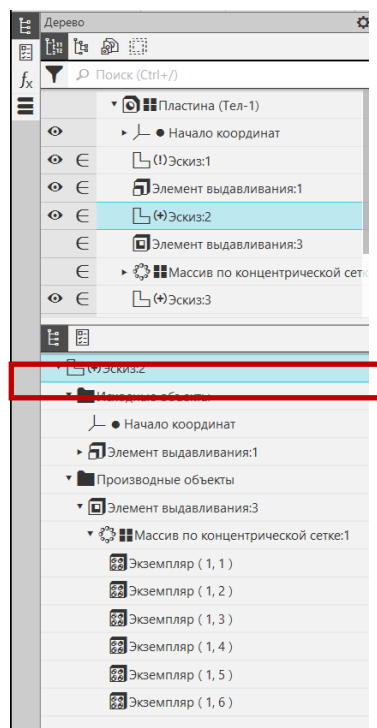 Дерево
fx
Поиск (Ctrl+/)
Пластина (Тел-1)
Начало координат
(!)Эскиз:1
Элемент выдавливания:1
(+)Эскиз:2
Элемент выдавливания:3
Массив по концентрической сетк
(+)Эскиз:3
(+)Эскиз:2
Исходные объекты
Начало координат
Элемент выдавливания:1
Производные объекты
Элемент выдавливания:3
Массив по концентрической сетке:1
Экземпляр ( 1, 1 )
Экземпляр ( 1, 2 )
Экземпляр ( 1, 3 )
Экземпляр ( 1, 4 )
Экземпляр ( 1, 5 )
Экземпляр ( 1, 6 )